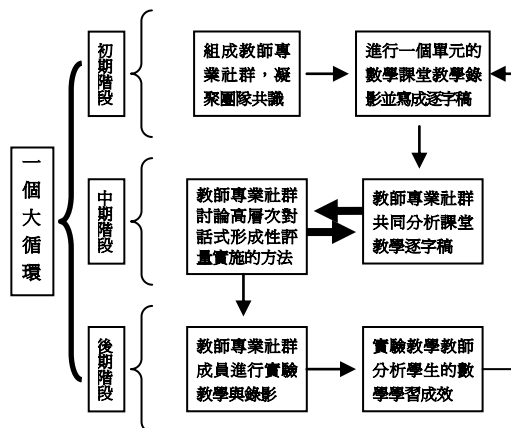 一
個
大
循
環
初
期
階
段
組成教師專
業社群，凝
聚團隊共識
進行一個單元的
數學課堂教學錄
影並寫成逐字稿
中
期
階
段
教師專業社群
討論高層次對
話式形成性評
量實施的方法
教師專業社群
共同分析課堂
教學逐字稿
後
期
階
段
教師專業社群
成員進行實驗
教學與錄影
實驗教學教師
分析學生的數
學學習成效